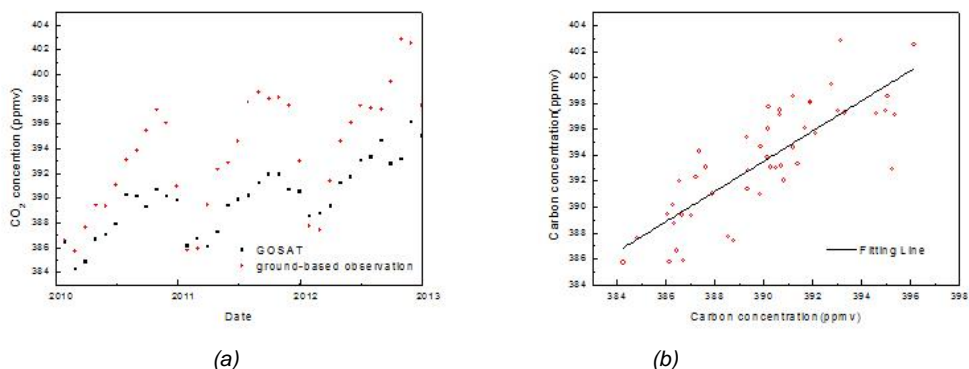 404
402
400
398
396
394
392
390
388
386
384
CO2 concention (ppmv)
GOSAT
ground-based observation
2010 2011 2012 2013
Date
(a)
404
402
400
398
396
394
392
390
388
386
384
Carbon concentration(ppmv)
Fitting Line
384 386 388 390 392 394 396 398
Carbon concentration(ppmv)
(b)